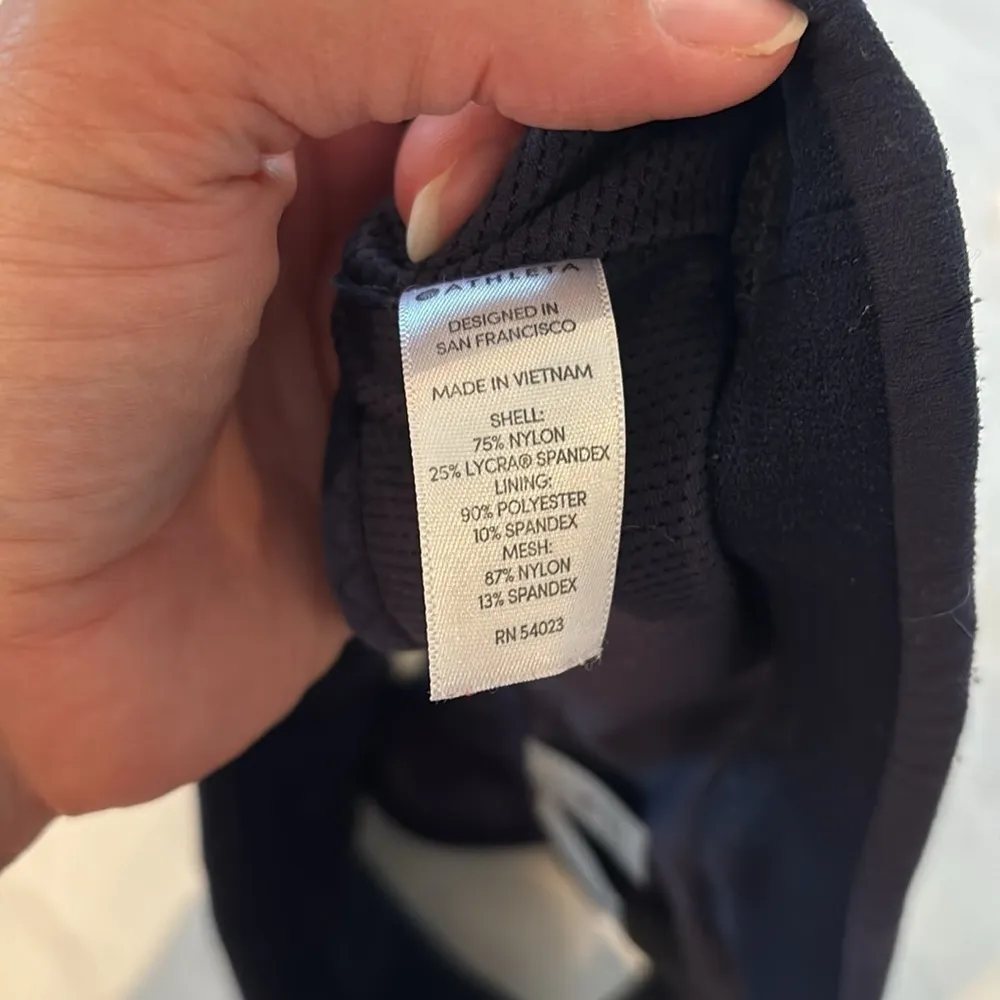 ATHLETA
DESIGNED IN
SAN FRANCISCO
MADE IN VIETNAM
SHELL:
75% NYLON
25% LYCRA® SPANDEX
LINING:
90% POLYESTER
10% SPANDEX
MESH:
87% NYLON
13% SPANDEX
RN 54023